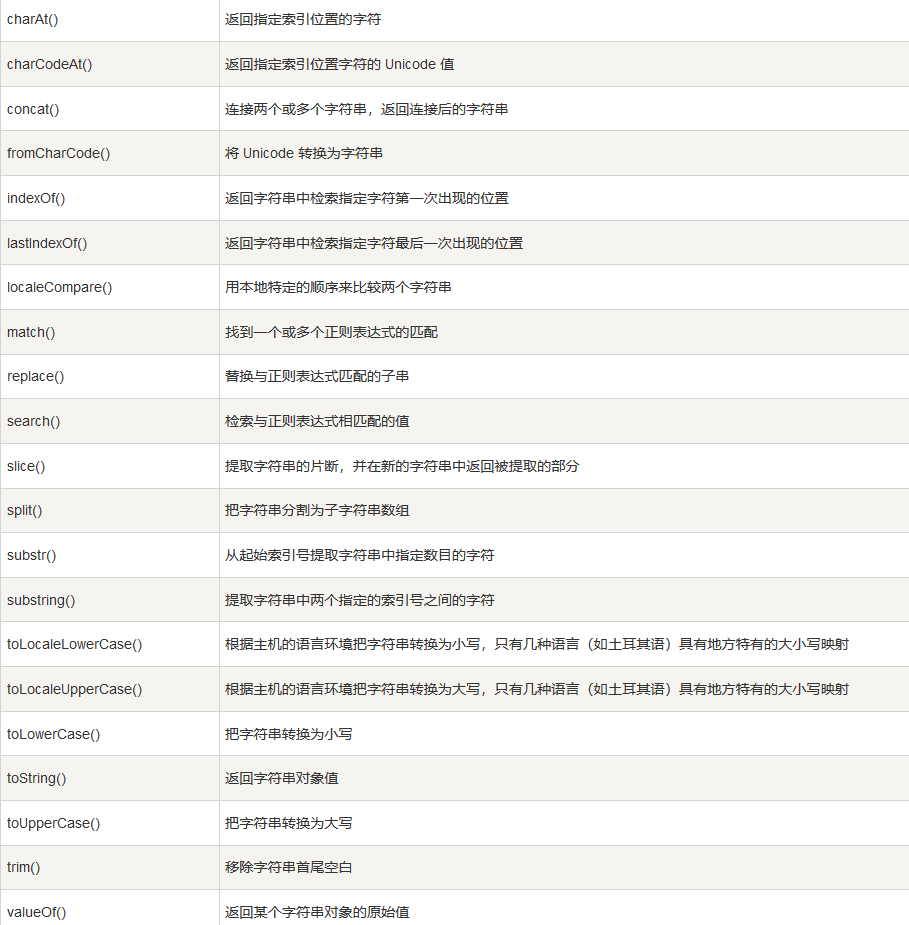 charAt() 返回指定索引位置的字符
charCodeAt() 返回指定索引位置字符的 Unicode 值
concat() 连接两个或多个字符串，返回连接后的字符串
fromCharCode() 将 Unicode 转换为字符串
indexOf() 返回字符串中检索指定字符第一次出现的位置
lastIndexOf() 返回字符串中检索指定字符最后一次出现的位置
localeCompare() 用本地特定的顺序来比较两个字符串
match() 找到一个或多个正则表达式的匹配
replace() 替换与正则表达式匹配的子串
search() 检索与正则表达式相匹配的值
slice() 提取字符串的片断，并在新的字符串中返回被提取的部分
split() 把字符串分割为子字符串数组
substr() 从起始索引号提取字符串中指定数目的字符
substring() 提取字符串中两个指定的索引号之间的字符
toLocaleLowerCase() 根据主机的语言环境把字符串转换为小写，只有几种语言（如土耳其语）具有地方特有的大小写映射
toLocaleUpperCase() 根据主机的语言环境把字符串转换为大写，只有几种语言（如土耳其语）具有地方特有的大小写映射
toLowerCase() 把字符串转换为小写
toString() 返回字符串对象值
toUpperCase() 把字符串转换为大写
trim() 移除字符串首尾空白
valueOf() 返回某个字符串对象的原始值